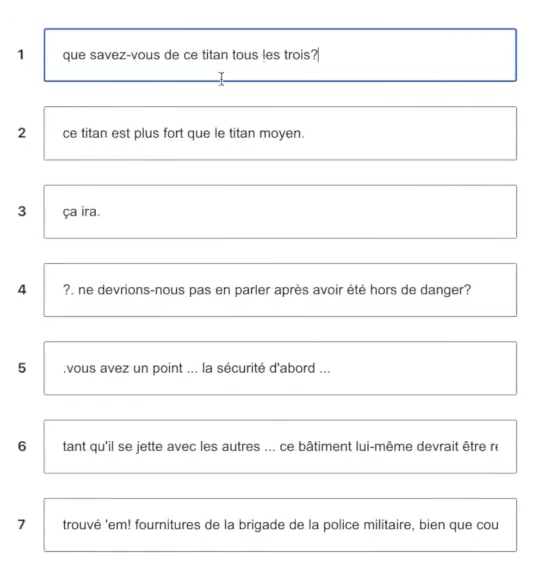 1 que savez-vous de ce titan tous les trois?
2 ce titan est plus fort que le titan moyen.
3 ça ira.
4 ?. ne devrions-nous pas en parler après avoir été hors de danger?
5 .vous avez un point ... la sécurité d'abord ...
6 tant qu'il se jette avec les autres ... ce bâtiment lui-même devrait être
7 trouvé 'em! fournitures de la brigade de la police militaire, bien que cou